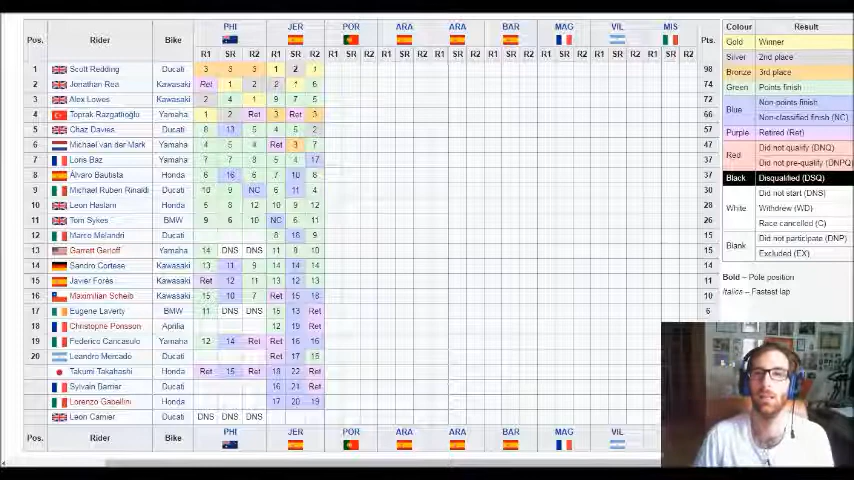 Pos. Rider Bike PHI JER POR ARA ARA BAR MAG VIL MIS Pts.
R1 SR R2 R1 SR R2 R1 SR R2 R1 SR R2 R1 SR R2 R1 SR R2 R1 SR R2 R1 SR R2 R1 SR R2
1 Scott Redding Ducati 3 3 3 1 2 1 98
2 Jonathan Rea Kawasaki Ret 1 2 2 1 6 74
3 Alex Lowes Kawasaki 2 4 1 9 7 5 72
4 Toprak Razgatlıoğlu Yamaha 1 2 Ret 3 Ret 3 66
5 Chaz Davies Ducati 8 13 5 4 5 2 57
6 Michael van der Mark Yamaha 4 5 4 Ret 3 7 47
7 Loris Baz Yamaha 7 7 8 5 4 17 37
8 Álvaro Bautista Honda 6 16 6 7 10 8 37
9 Michael Ruben Rinaldi Ducati 10 9 NC 6 11 4 30
10 Leon Haslam Honda 5 8 12 10 9 12 28
11 Tom Sykes BMW 9 6 10 NC 6 11 26
12 Marco Melandri Ducati 8 18 9 15
13 Garrett Gerloff Yamaha 14 DNS DNS 11 8 10 15
14 Sandro Cortese Kawasaki 13 11 9 14 14 14 14
15 Javier Forés Kawasaki Ret 12 11 13 12 13 11
16 Maximilian Scheib Kawasaki 15 10 7 Ret 15 18 10
17 Eugene Laverty BMW 11 DNS DNS 15 13 Ret 6
18 Christophe Ponsson Aprilia 12 19 Ret
19 Federico Caricasulo Yamaha 12 14 Ret Ret 16 16
20 Leandro Mercado Ducati Ret 17 15
Takumi Takahashi Honda Ret 15 Ret 18 22 Ret
Sylvain Barrier Ducati 16 21 Ret
Lorenzo Gabellini Honda 17 20 19
Leon Camier Ducati DNS DNS DNS
Pos. Rider Bike PHI JER POR ARA ARA BAR MAG VIL
Colour Result
Gold Winner
Silver 2nd place
Bronze 3rd place
Green Points finish
Blue Non-points finish
Non-classified finish (NC)
Purple Retired (Ret)
Red Did not qualify (DNQ)
Did not pre-qualify (DNPQ)
Black Disqualified (DSQ)
White Did not start (DNS)
Withdrew (WD)
Race cancelled (C)
Blank Did not participate (DNP)
Excluded (EX)
Bold – Pole position
Italics – Fastest lap